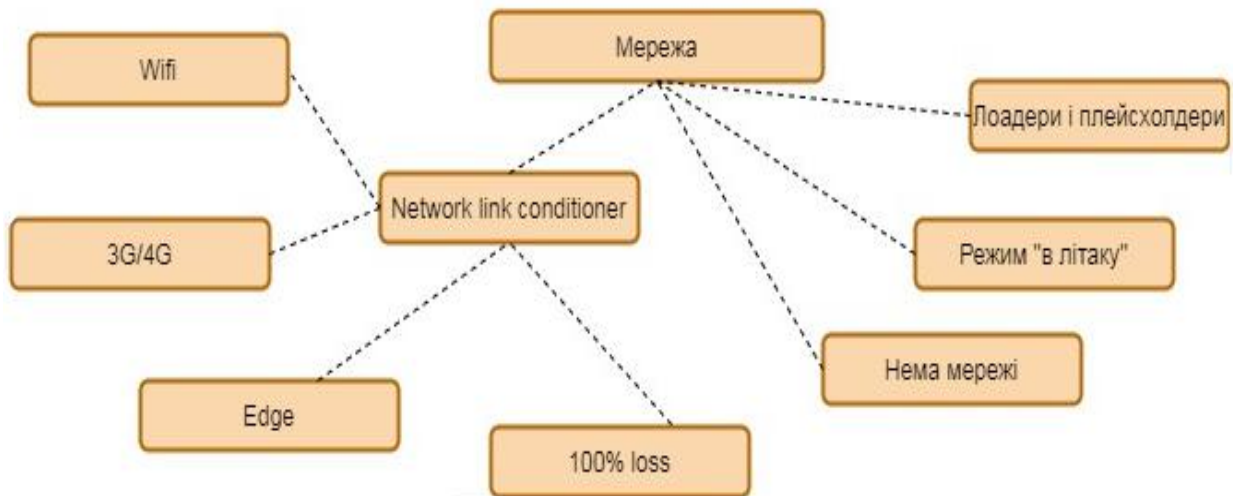 Мережа
Wifi
Лоадери і плейсхолдери
Network link conditioner
3G/4G
Режим "в літаку"
Нема мережі
Edge
100% loss